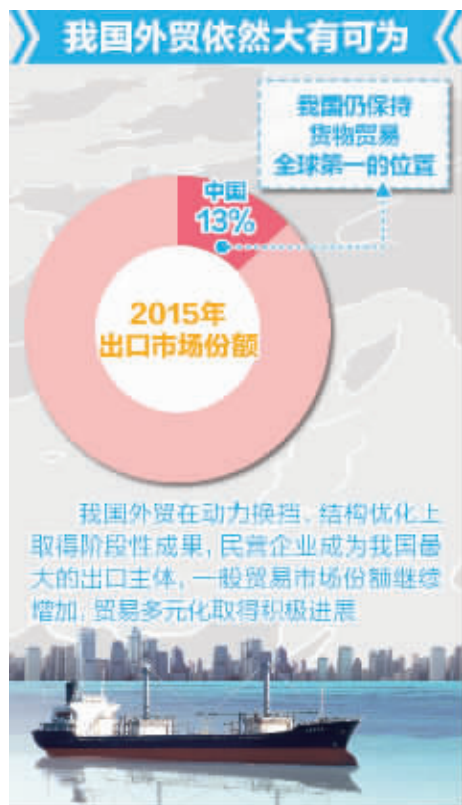 我国外贸依然大有可为
我国仍保持
货物贸易
全球第一的位置
中国
13%
2015年
出口市场份额
我国外贸在动力换挡、结构优化上
取得阶段性成果，民营企业成为我国最
大的出口主体，一般贸易市场份额继续
增加，贸易多元化取得积极进展